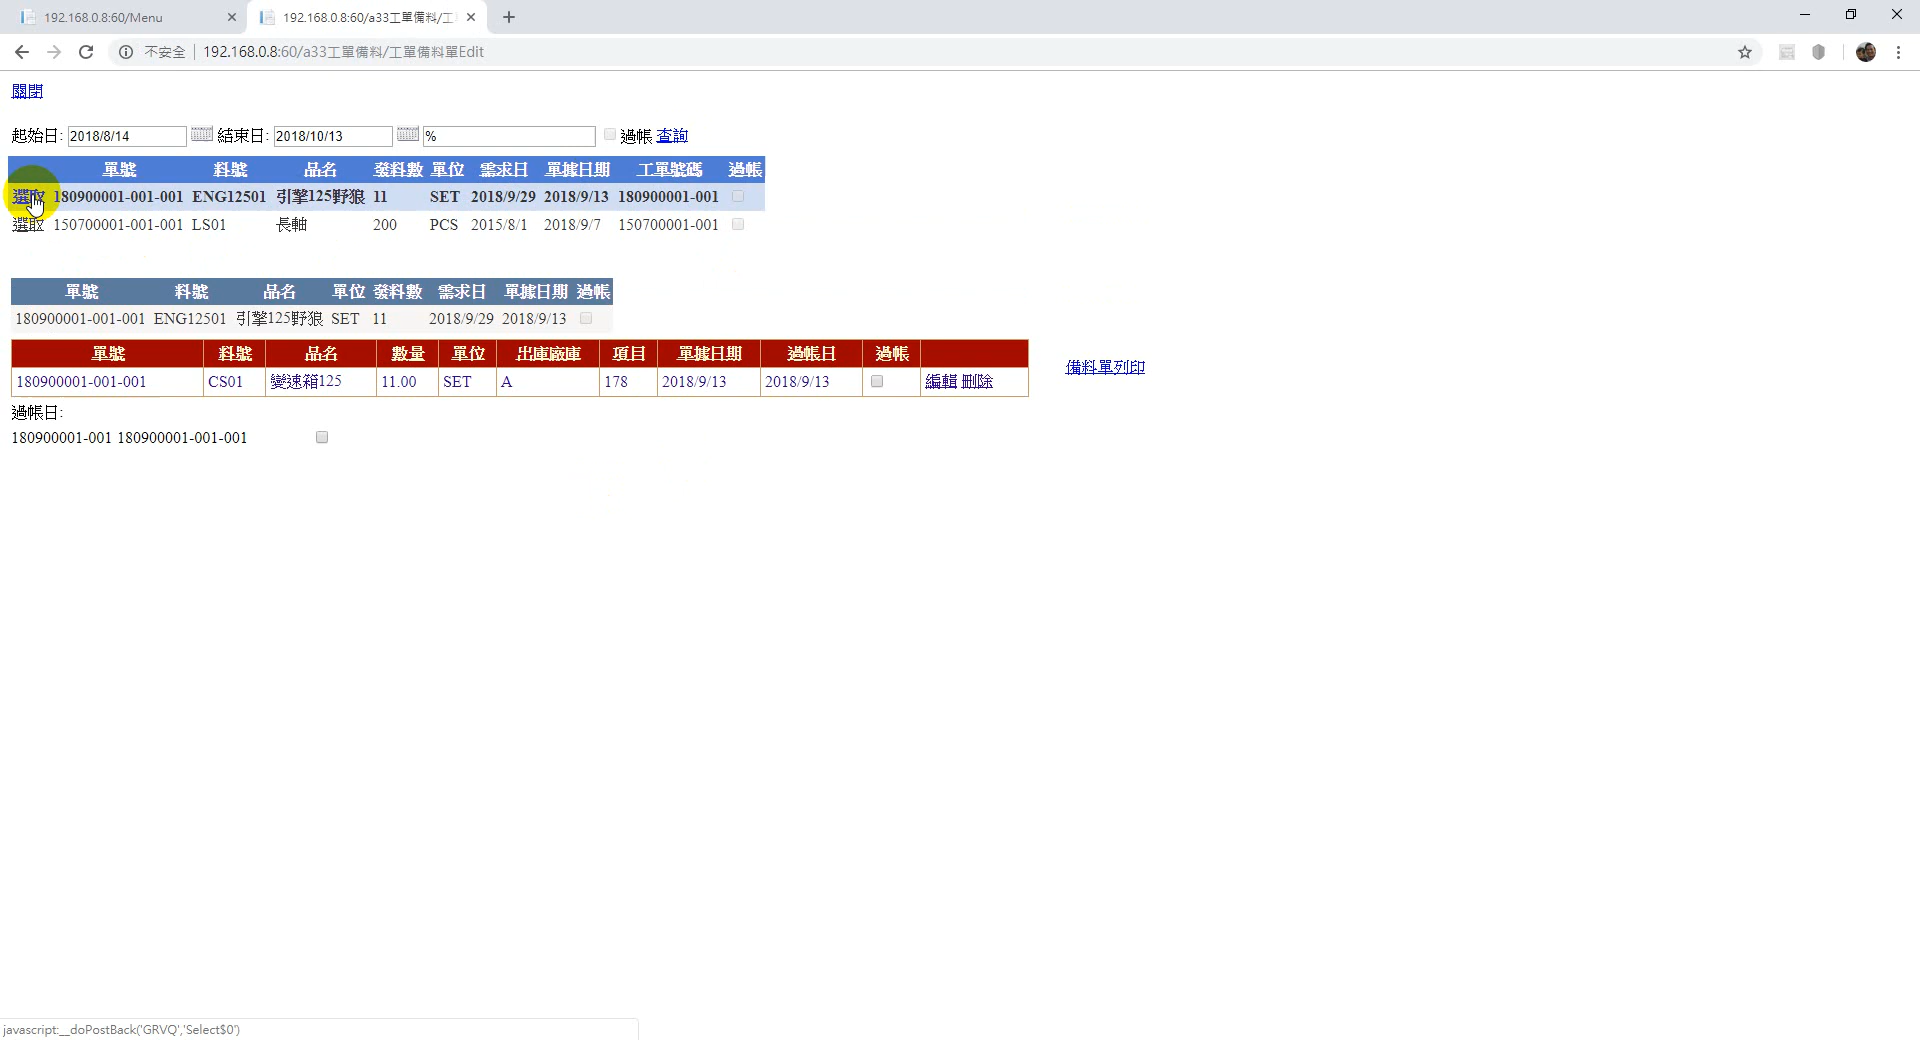 192.168.0.8:60/Menu
192.168.0.8:60/a33工單備料/工
不安全 192.168.0.8:60/a33工單備料/工單備料單Edit
關閉
起始日: 2018/8/14 結束日: 2018/10/13 % 過帳 查詢
單號 料號 品名 發料數 單位 需求日 單據日期 工單號碼 過帳
選取 180900001-001-001 ENG12501 引擎125野狼 11 SET 2018/9/29 2018/9/13 180900001-001
選取 150700001-001-001 LS01 長軸 200 PCS 2015/8/1 2018/9/7 150700001-001
單號 料號 品名 單位 發料數 需求日 單據日期 過帳
180900001-001-001 ENG12501 引擎125野狼 SET 11 2018/9/29 2018/9/13
單號 料號 品名 數量 單位 出庫廠庫 項目 單據日期 過帳日 過帳
180900001-001-001 CS01 變速箱125 11.00 SET A 178 2018/9/13 2018/9/13 編輯 刪除
備料單列印
過帳日:
180900001-001 180900001-001-001
javascript:__doPostBack('GRVQ','Select$0')